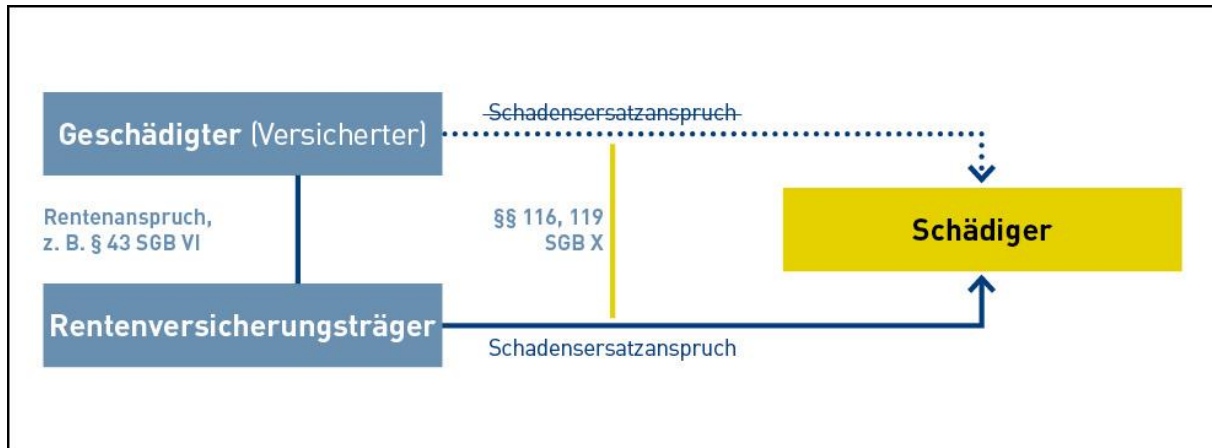 Schadensersatzanspruch
Geschädigter (Versicherter)
Rentenanspruch,
z. B. § 43 SGB VI
§§ 116, 119
SGB X
Schädiger
Rentenversicherungsträger
Schadensersatzanspruch